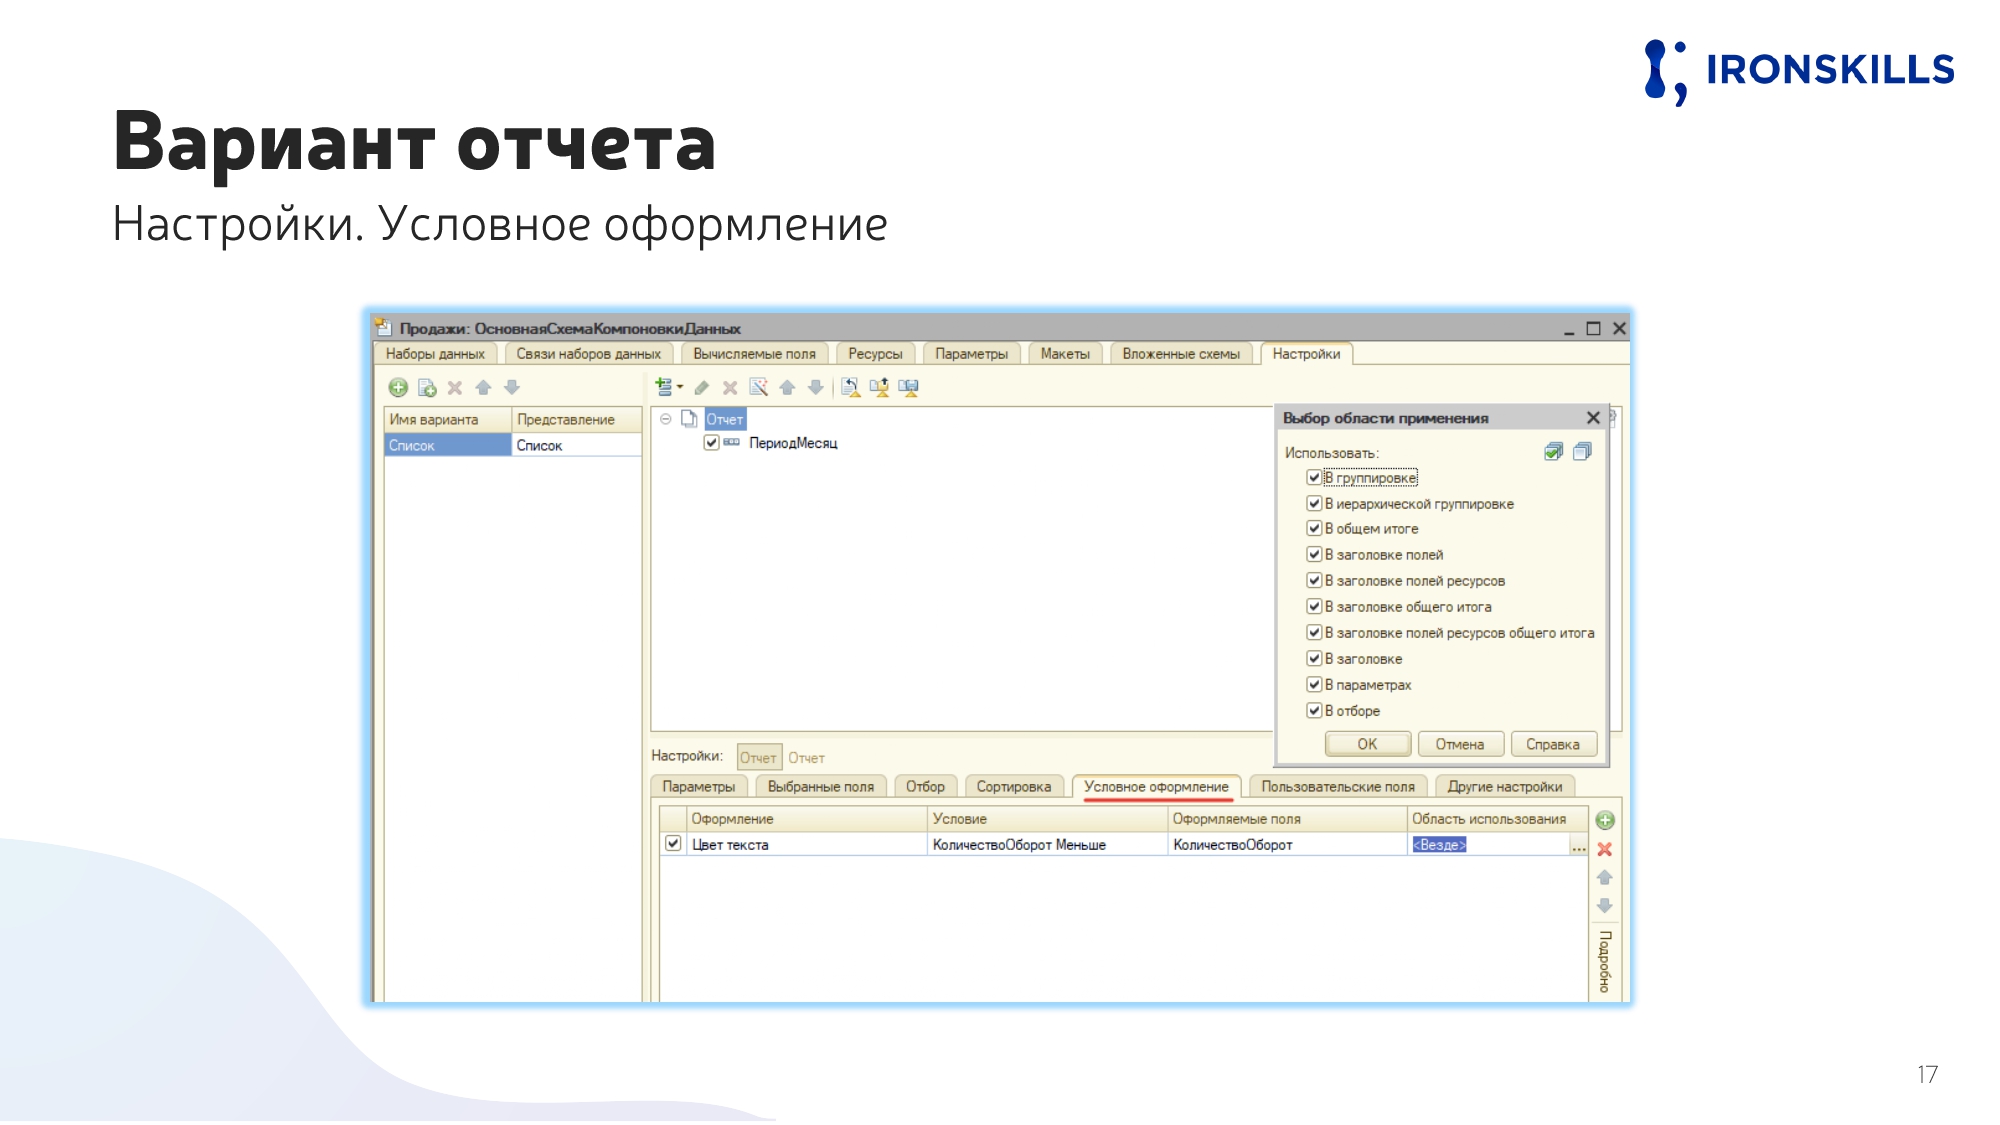 IRONSKILLS
Вариант отчета
Настройки. Условное оформление
Продажи: ОсновнаяСхемаКомпоновкиДанных
Наборы данных Связи наборов данных Вычисляемые поля Ресурсы Параметры Макеты Вложенные схемы Настройки
Имя варианта Представление
Список Список
Отчет
ПериодМесяц
Выбор области применения
Использовать:
В группировке
В иерархической группировке
В общем итоге
В заголовке полей
В заголовке полей ресурсов
В заголовке общего итога
В заголовке полей ресурсов общего итога
В заголовке
В параметрах
В отборе
OK Отмена Справка
Настройки: Отчет Отчет
Параметры Выбранные поля Отбор Сортировка Условное оформление Пользовательские поля Другие настройки
Оформление Условие Оформляемые поля Область использования
Цвет текста КоличествоОборот Меньше КоличествоОборот <Везде> ...
Подробно
17